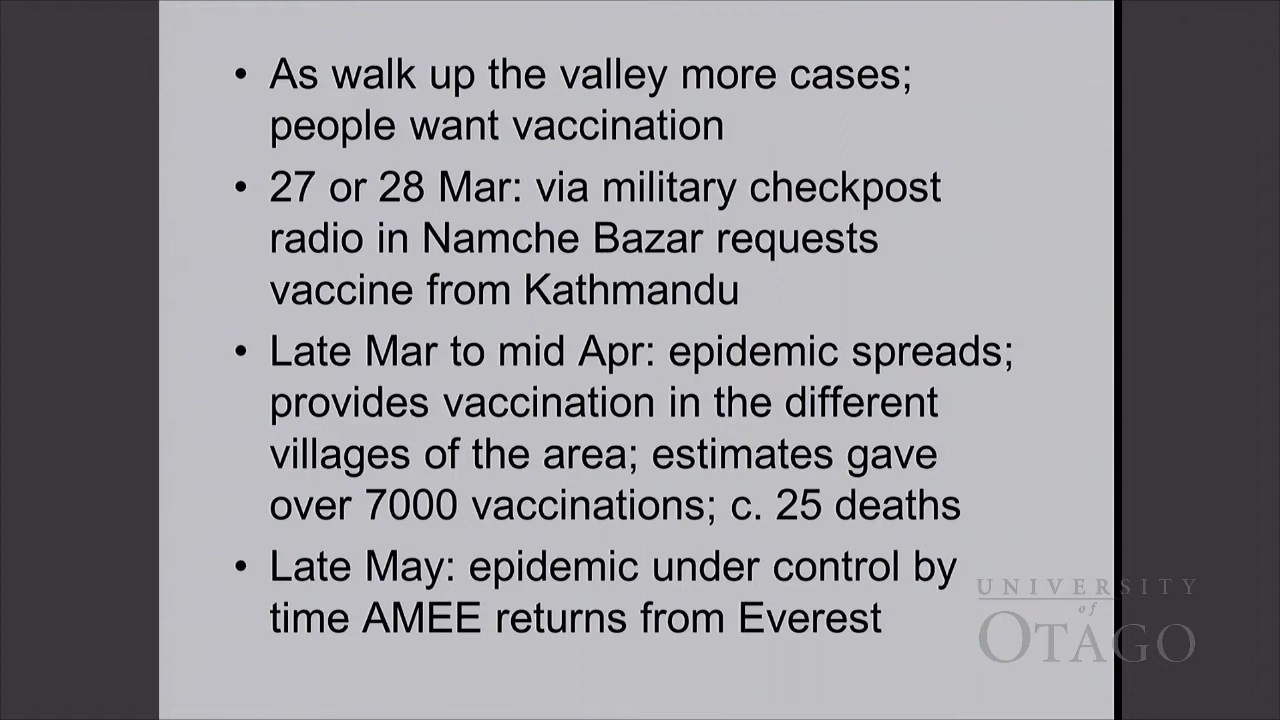 • As walk up the valley more cases;
people want vaccination
• 27 or 28 Mar: via military checkpost
radio in Namche Bazar requests
vaccine from Kathmandu
• Late Mar to mid Apr: epidemic spreads;
provides vaccination in the different
villages of the area; estimates gave
over 7000 vaccinations; c. 25 deaths
• Late May: epidemic under control by
time AMEE returns from Everest
UNIVERSITY
of
OTAGO